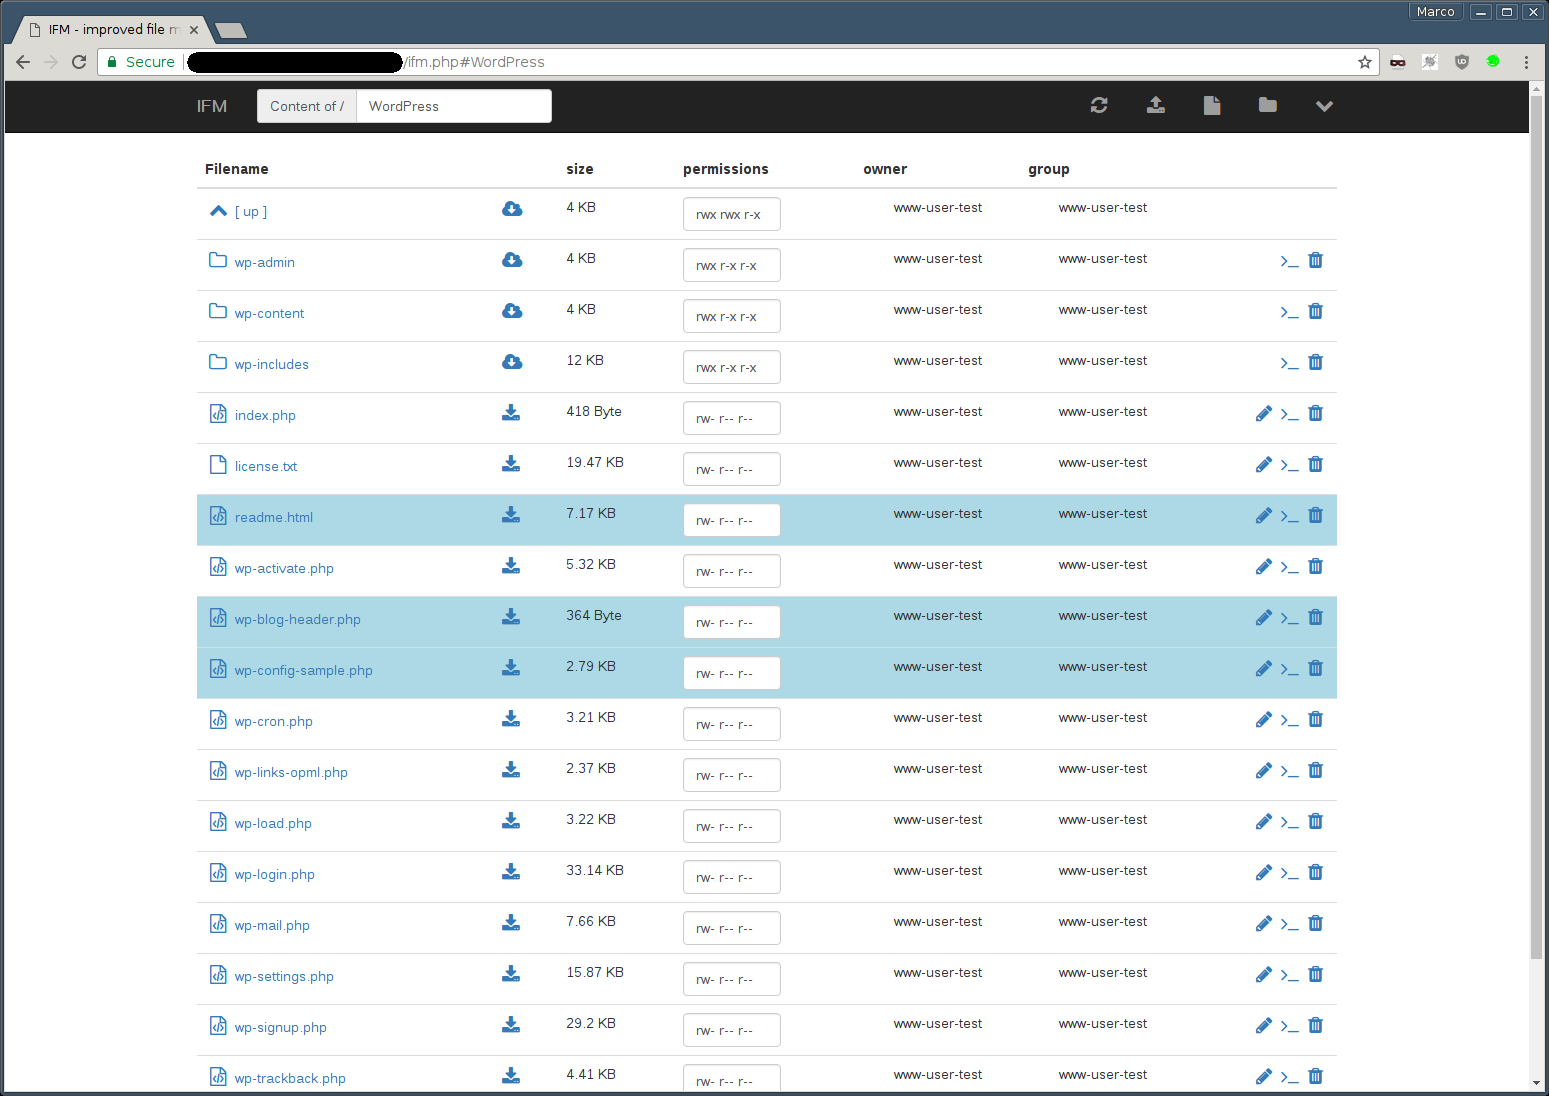 Marco
IFM - improved file m
Secure /ifm.php#WordPress
IFM Content of / WordPress
Filename size permissions owner group
[ up ] 4 KB rwx rwx r-x www-user-test www-user-test
wp-admin 4 KB rwx r-x r-x www-user-test www-user-test
wp-content 4 KB rwx r-x r-x www-user-test www-user-test
wp-includes 12 KB rwx r-x r-x www-user-test www-user-test
index.php 418 Byte rw- r-- r-- www-user-test www-user-test
license.txt 19.47 KB rw- r-- r-- www-user-test www-user-test
readme.html 7.17 KB rw- r-- r-- www-user-test www-user-test
wp-activate.php 5.32 KB rw- r-- r-- www-user-test www-user-test
wp-blog-header.php 364 Byte rw- r-- r-- www-user-test www-user-test
wp-config-sample.php 2.79 KB rw- r-- r-- www-user-test www-user-test
wp-cron.php 3.21 KB rw- r-- r-- www-user-test www-user-test
wp-links-opml.php 2.37 KB rw- r-- r-- www-user-test www-user-test
wp-load.php 3.22 KB rw- r-- r-- www-user-test www-user-test
wp-login.php 33.14 KB rw- r-- r-- www-user-test www-user-test
wp-mail.php 7.66 KB rw- r-- r-- www-user-test www-user-test
wp-settings.php 15.87 KB rw- r-- r-- www-user-test www-user-test
wp-signup.php 29.2 KB rw- r-- r-- www-user-test www-user-test
wp-trackback.php 4.41 KB rw- r-- r-- www-user-test www-user-test